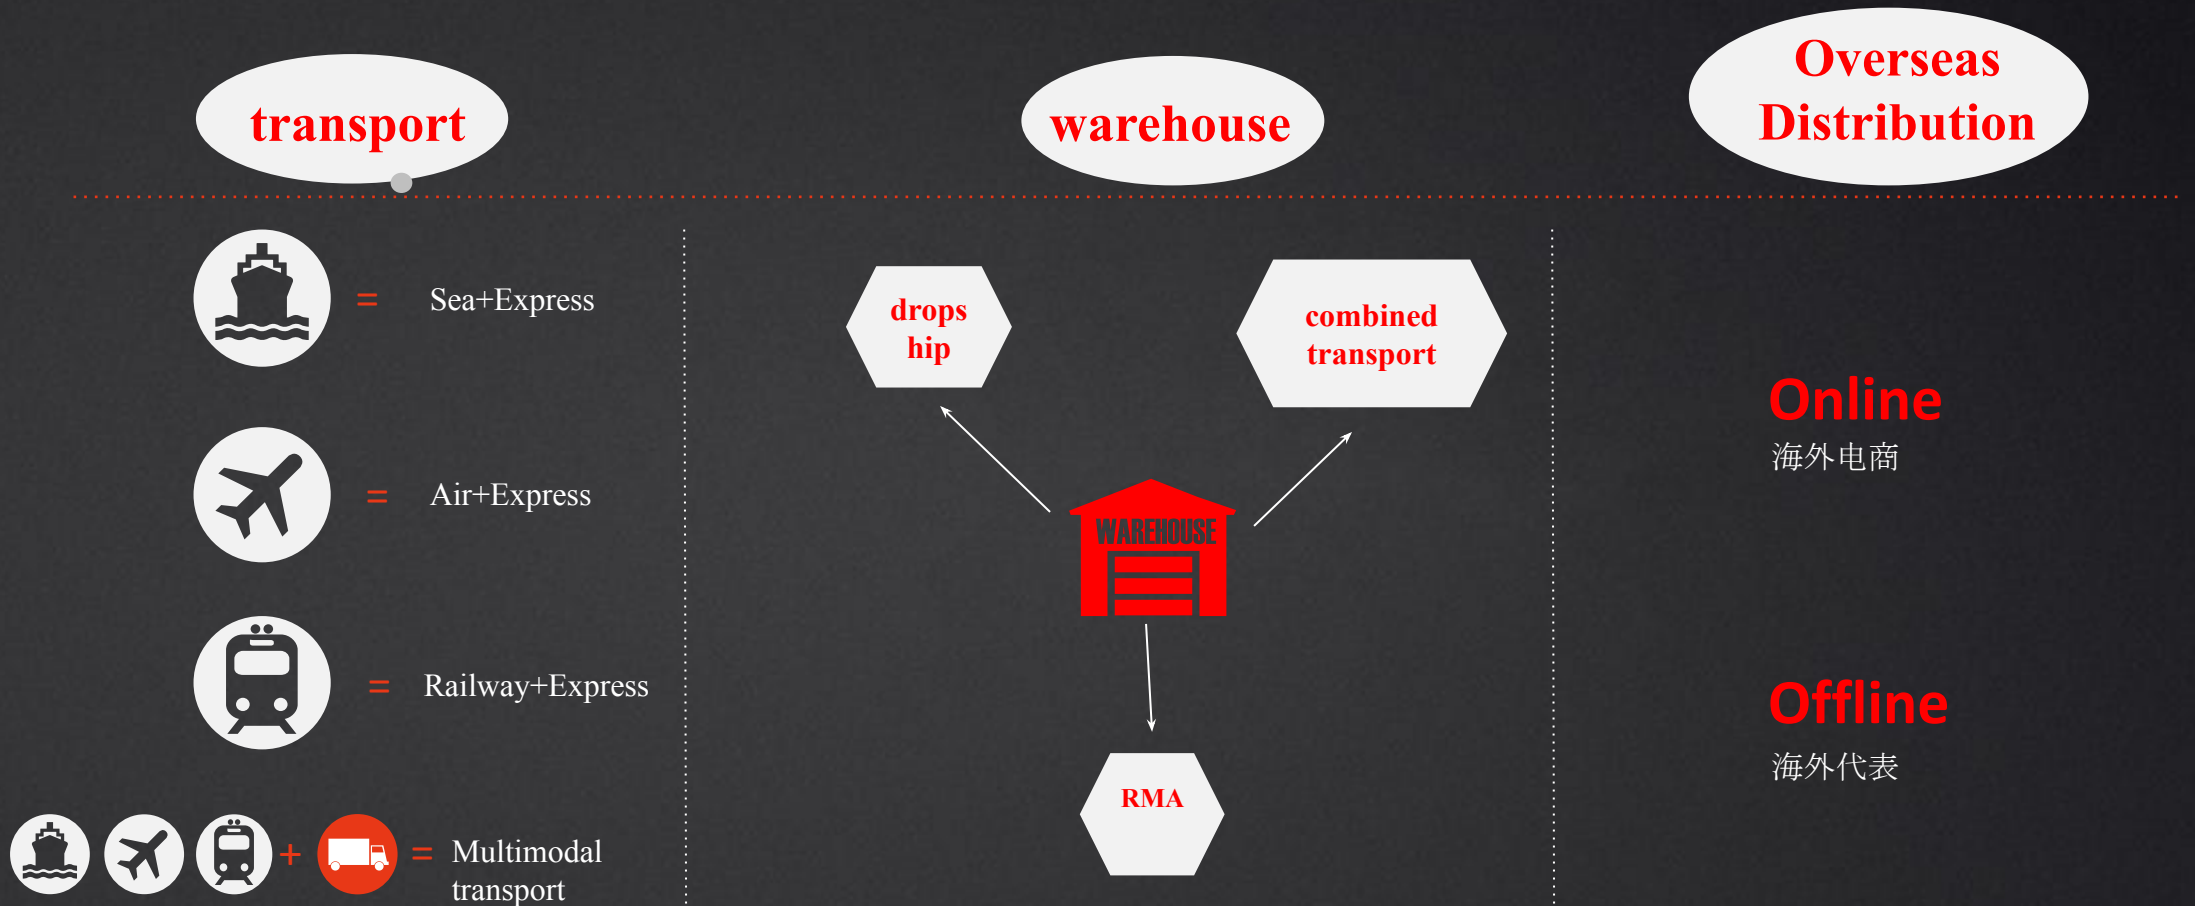 transport
warehouse
Overseas
Distribution
=
Sea+Express
=
Air+Express
=
Railway+Express
+
=
Multimodal
transport
drops
hip
combined
transport
WAREHOUSE
RMA
Online
海外电商
Offline
海外代表